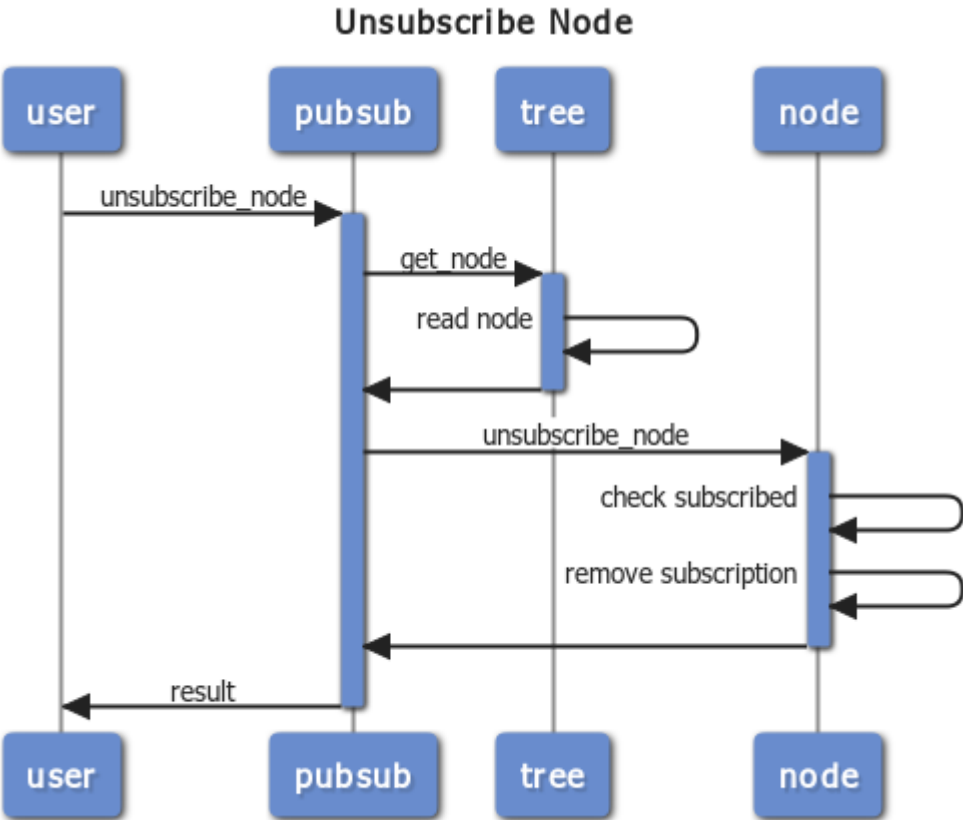 Unsubscribe Node
user
pubsub
tree
node
unsubscribe_node
get_node
read node
unsubscribe_node
check subscribed
remove subscription
result
user
pubsub
tree
node